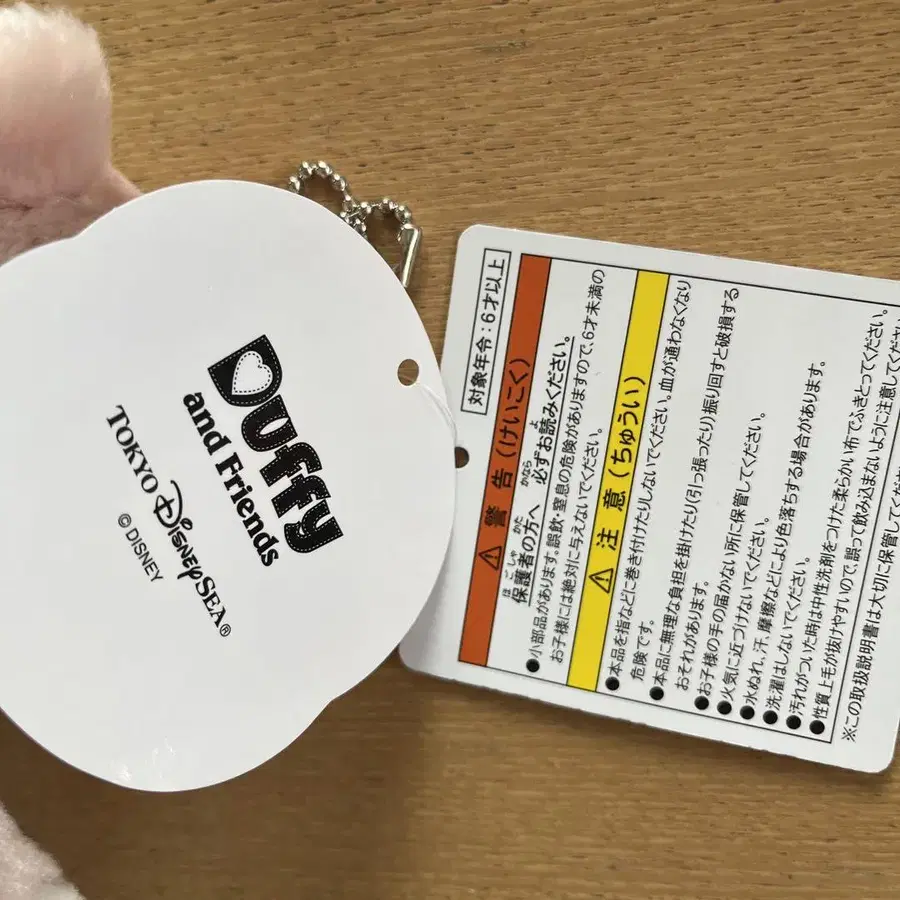 Duffy
and Friends
TOKYO DISNEYSEA®
© DISNEY
対象年令:6才以上
⚠ 警告(けいこく)
保護者の方へ 必ずお読みください。
ほごしゃ かた かなら よ
●小部品があります。誤飲・窒息の危険がありますので、6才未満の
お子様には絶対に与えないでください。
⚠ 注意(ちゅうい)
●本品を指などに巻き付けたりしないでください。血が通わなくなり
危険です。
●本品に無理な負担を掛けたり(引っ張ったり)振り回すと破損する
おそれがあります。
●お子様の手の届かない所に保管してください。
●火気に近づけないでください。
●水ぬれ、汗、摩擦などにより色落ちする場合があります。
●洗濯はしないでください。
●汚れがついた時は中性洗剤をつけた柔らかい布でふきとってください。
●性質上毛が抜けやすいので、誤って飲み込まないように注意してくだ
※この取扱説明書は大切に保管してくだ